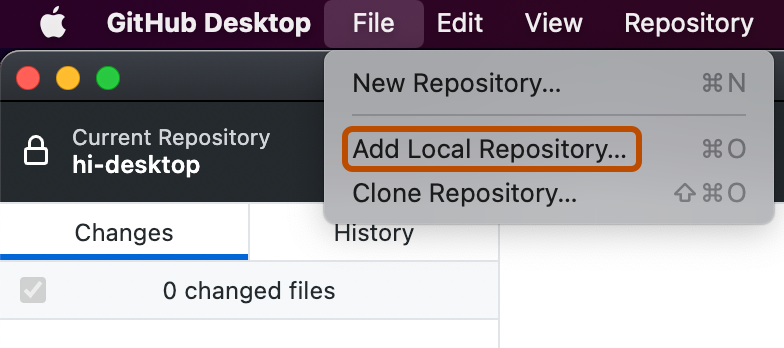 GitHub Desktop File Edit View Repository
New Repository... ⌘N
Add Local Repository... ⌘O
Clone Repository... ⇧⌘O
Current Repository
hi-desktop
Changes History
0 changed files